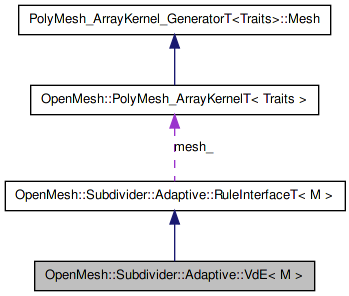 PolyMesh_ArrayKernel_GeneratorT<Traits>::Mesh
OpenMesh::PolyMesh_ArrayKernelT< Traits >
mesh_
OpenMesh::Subdivider::Adaptive::RuleInterfaceT< M >
OpenMesh::Subdivider::Adaptive::VdE< M >